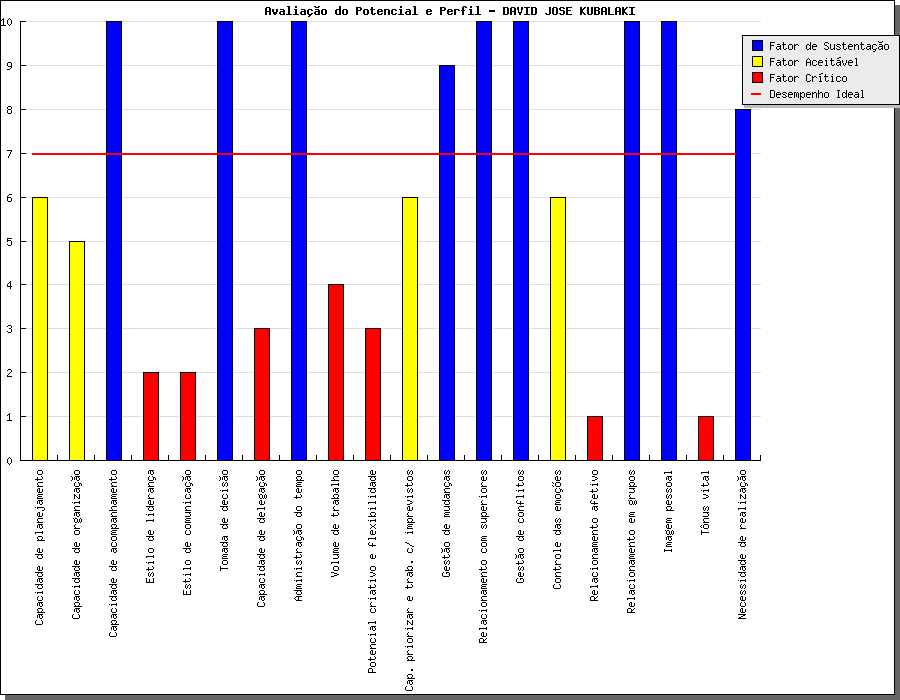 Avaliação do Potencial e Perfil - DAVID JOSE KUBALAKI
10
9
8
7
6
5
4
3
2
1
0
Fator de Sustentação
Fator Aceitável
Fator Crítico
Desempenho Ideal
Capacidade de planejamento
Capacidade de organização
Capacidade de acompanhamento
Estilo de liderança
Estilo de comunicação
Tomada de decisão
Capacidade de delegação
Administração do tempo
Volume de trabalho
Potencial criativo e flexibilidade
Cap. priorizar e trab. c/ imprevistos
Gestão de mudanças
Relacionamento com superiores
Gestão de conflitos
Controle das emoções
Relacionamento afetivo
Relacionamento em grupos
Imagem pessoal
Tônus vital
Necessidade de realização